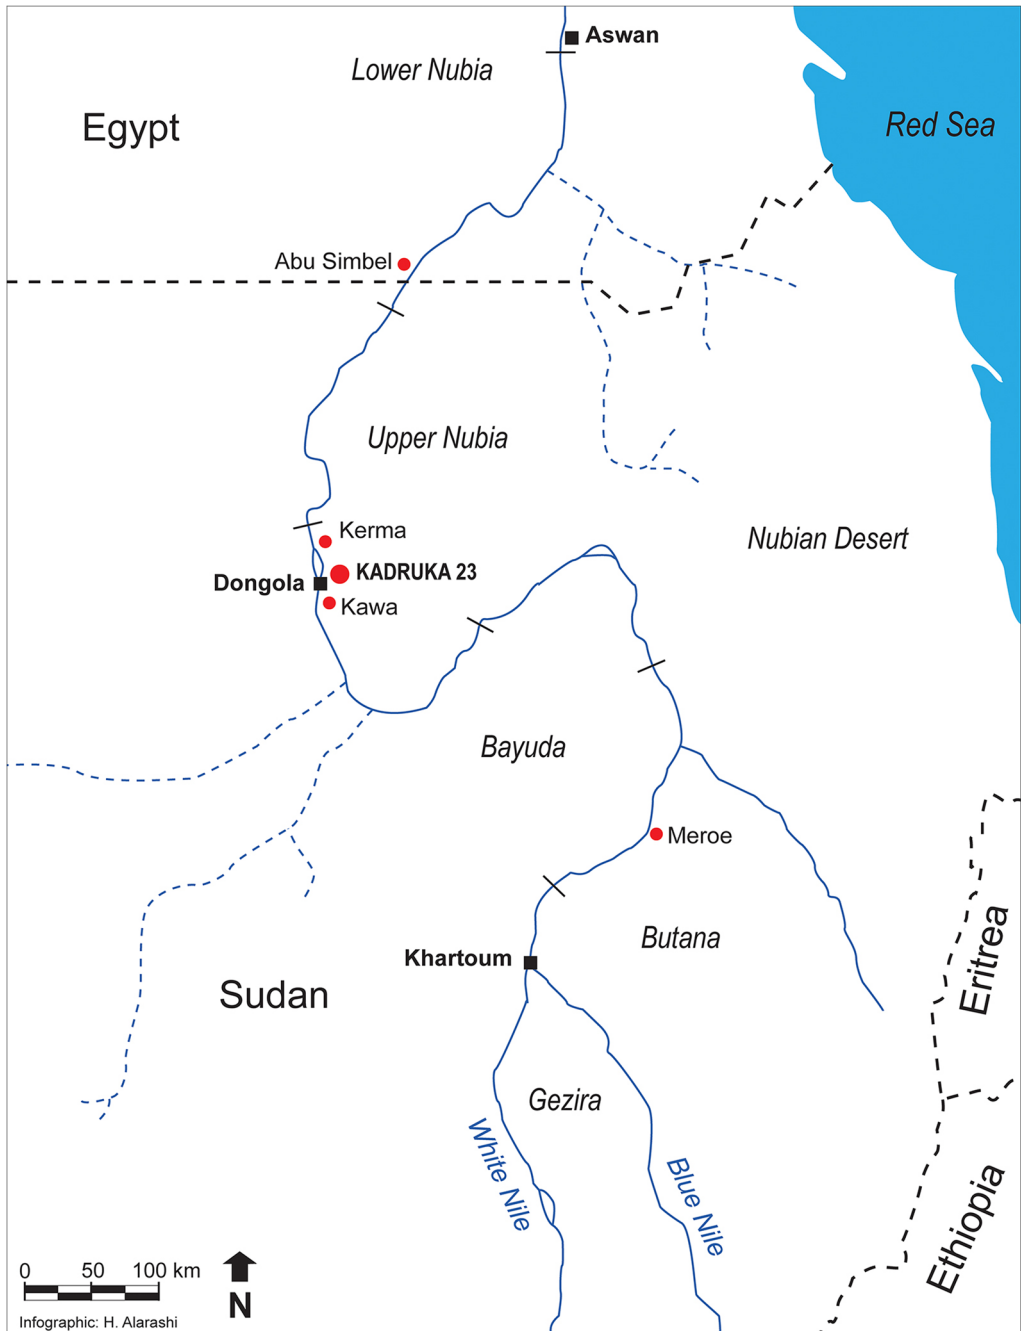 Aswan
Lower Nubia
Egypt
Red Sea
Abu Simbel
Upper Nubia
Kerma
Nubian Desert
KADRUKA 23
Dongola
Kawa
Bayuda
Meroe
Butana
Eritrea
Khartoum
Sudan
Gezira
White Nile
Blue Nile
Ethiopia
0 50 100 km
N
Infographic: H. Alarashi